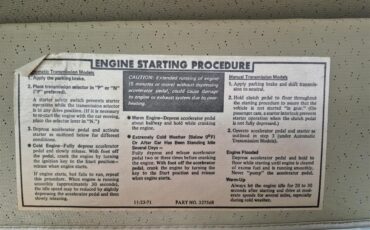 ENGINE STARTING PROCEDURE
Automatic Transmission Models
1. Apply the parking brake.
2. Place transmission selector in "P" or "N"
("P" preferred).
A starter safety switch prevents starter
operation while the transmission selector
is in any drive position. (If it is necessary
to re-start the engine with the car moving,
place the selector lever in "N.")
3. Depress accelerator pedal and activate
starter as outlined below for different
conditions.
● Cold Engine–Fully depress accelerator
pedal and slowly release. With foot off
the pedal, crank the engine by turning
the ignition key to the Start position–
release when engine starts.
If engine starts, but fails to run, repeat
this procedure. When engine is running
smoothly (approximately 30 seconds),
the idle speed may be reduced by slightly
depressing the accelerator pedal and then
slowly releasing.
CAUTION: Extended running of engine
(5 minutes or more) without depressing
accelerator pedal, could cause damage
to engine or exhaust system due to over-
heating.
● Warm Engine–Depress accelerator pedal
about halfway and hold while cranking
the engine.
● Extremely Cold Weather (Below 0°F)
Or After Car Has Been Standing Idle
Several Days –
Fully depress and release accelerator
pedal two or three times before cranking
the engine. With foot off the accelerator
pedal, crank the engine by turning the
key to the Start position and release
when engine starts.
11-23-71 PART NO.
Manual Transmission Models
1. Apply parking brake and shift transmis-
sion to neutral.
2. Hold clutch pedal to floor throughout
the starting procedure to assure that the
vehicle is not started "in gear." (On
passenger cars, a starter interlock prevents
starter operation when the clutch pedal
is not fully depressed.)
3. Operate accelerator pedal and starter as
outlined in step 3 (under Automatic
Transmission Models).
Engine Flooded
Depress accelerator pedal and hold to
floor while starting until engine is cleared
of excess fuel and is running smoothly.
Never "pump" the accelerator pedal.
Warm-Up
Always let the engine idle for 20 to 30
seconds after starting and drive at mod-
erate speeds for several miles, especially
during cold weather.